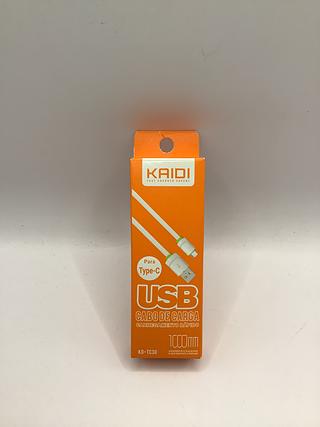 KAIDI
Para
Type-C
USB
CABO DE CARGA
CARREGAMENTO RÁPIDO
1000mm
KD-TC30